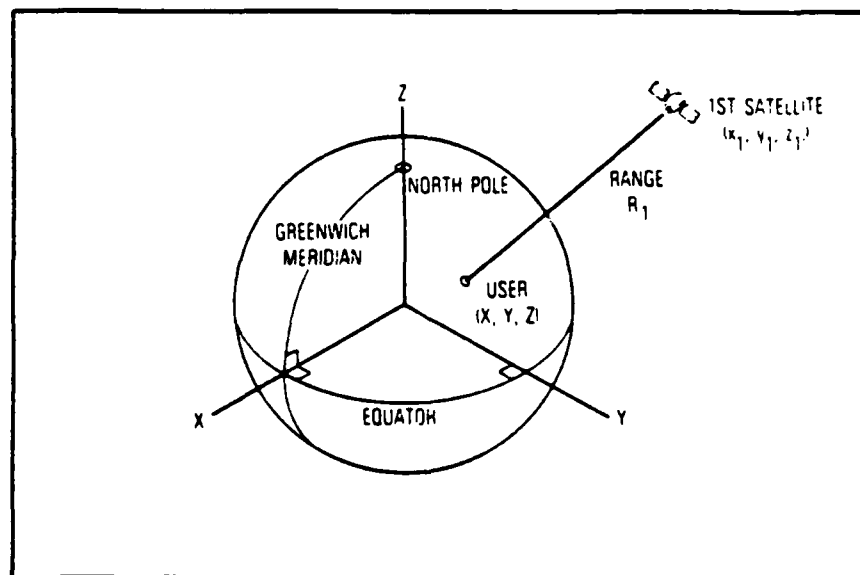 Z
1ST SATELLITE
(x₁, y₁, z₁)
NORTH POLE
RANGE
R₁
GREENWICH
MERIDIAN
USER
(X, Y, Z)
X
EQUATOR
Y